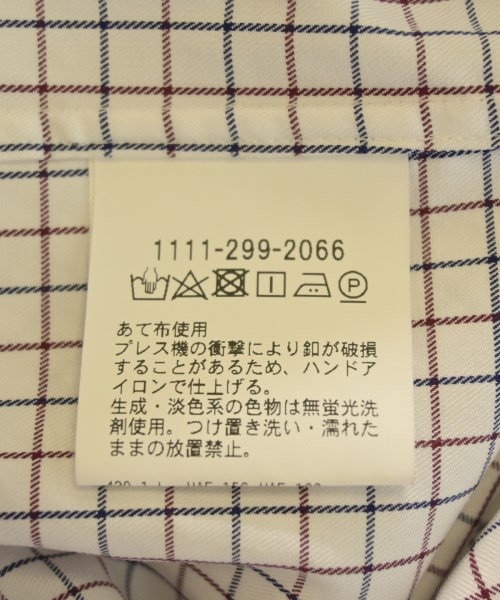 1111-299-2066
P
あて布使用
プレス機の衝撃により釦が破損
することがあるため、ハンドア
イロンで仕上げる。
生成・淡色系の色物は無蛍光洗
剤使用。つけ置き洗い・濡れた
ままの放置禁止。